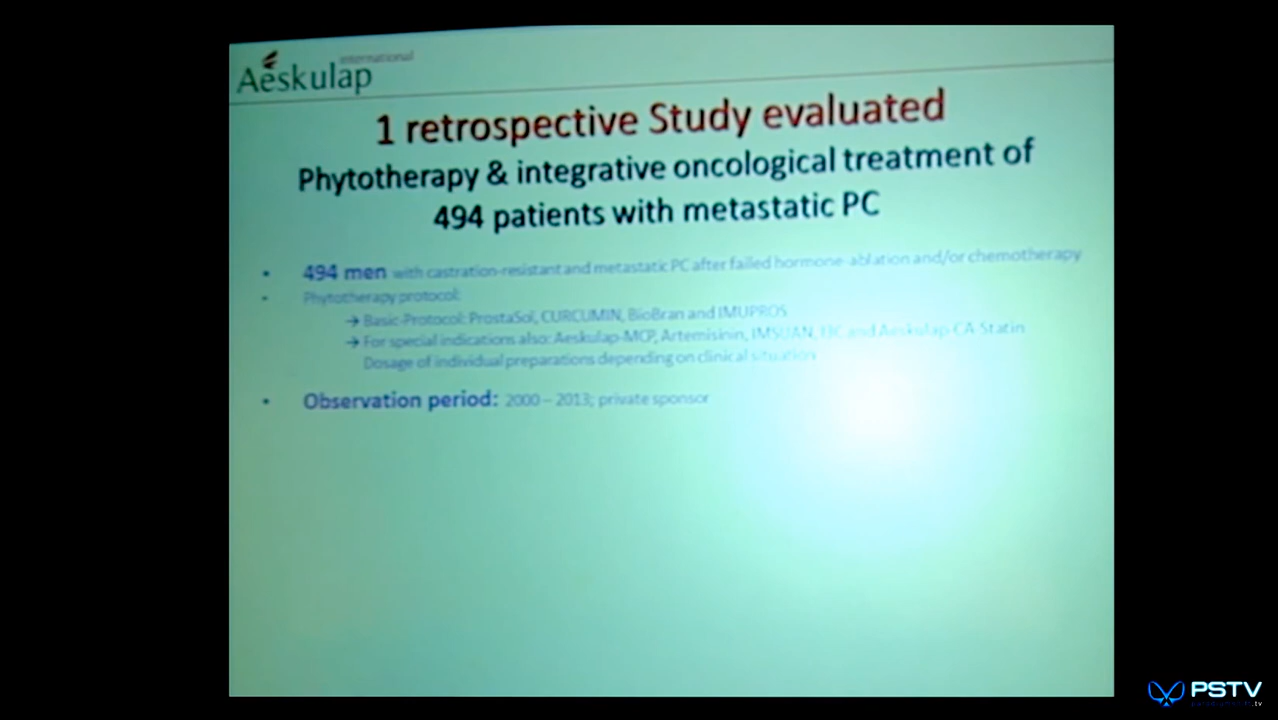 international
Aeskulap
1 retrospective Study evaluated
Phytotherapy & integrative oncological treatment of
494 patients with metastatic PC
• 494 men with castration-resistant and metastatic PC after failed hormone-ablation and/or chemotherapy
• Phytotherapy protocol:
→ Basic-Protocol: ProstaSol, CURCUMIN, BioBran and IMUPROS
→ For special indications also: Aeskulap-MCP, Artemisinin, IMSUAN, I3C and Aeskulap CA Statin
Dosage of individual preparations depending on clinical situation
• Observation period: 2000 – 2013; private sponsor
PSTV